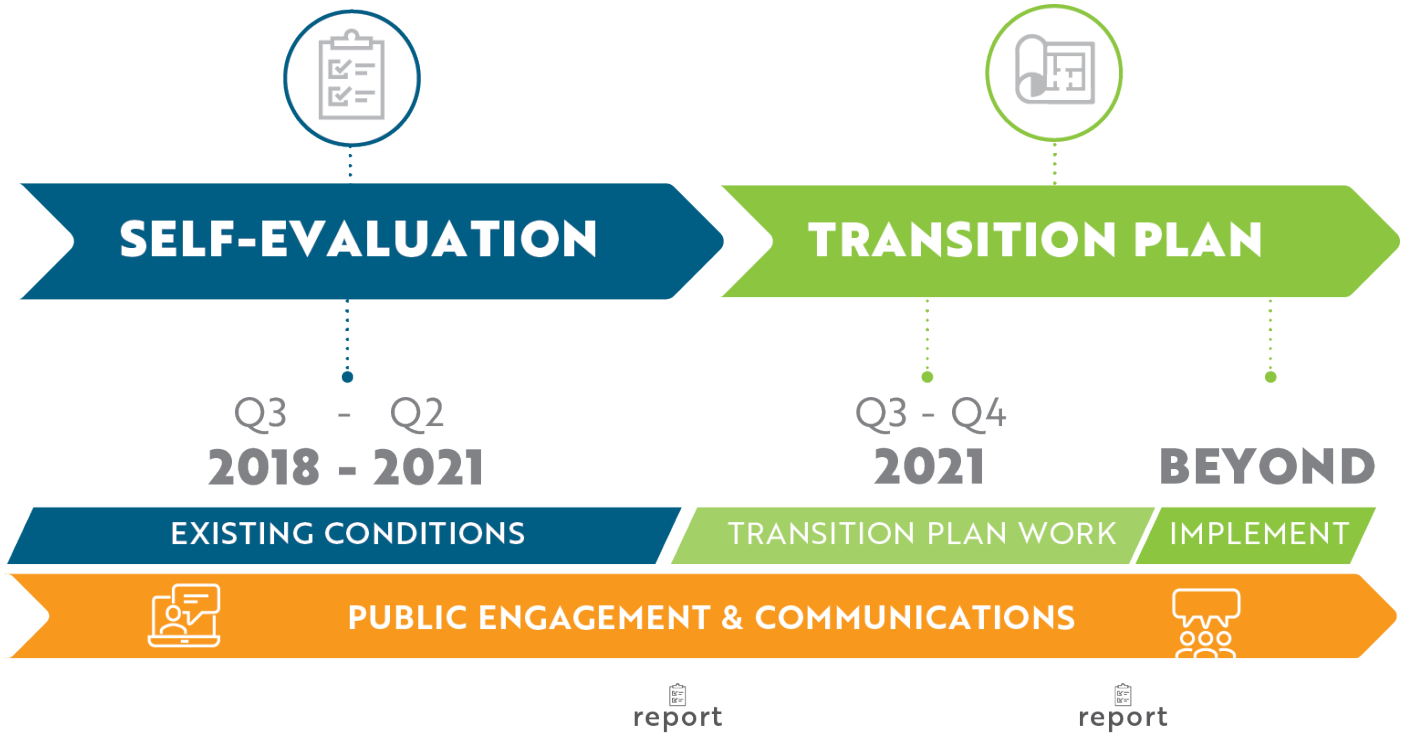 SELF-EVALUATION
TRANSITION PLAN
Q3 - Q2
2018 - 2021
Q3 - Q4
2021
BEYOND
EXISTING CONDITIONS
TRANSITION PLAN WORK
IMPLEMENT
PUBLIC ENGAGEMENT & COMMUNICATIONS
report
report